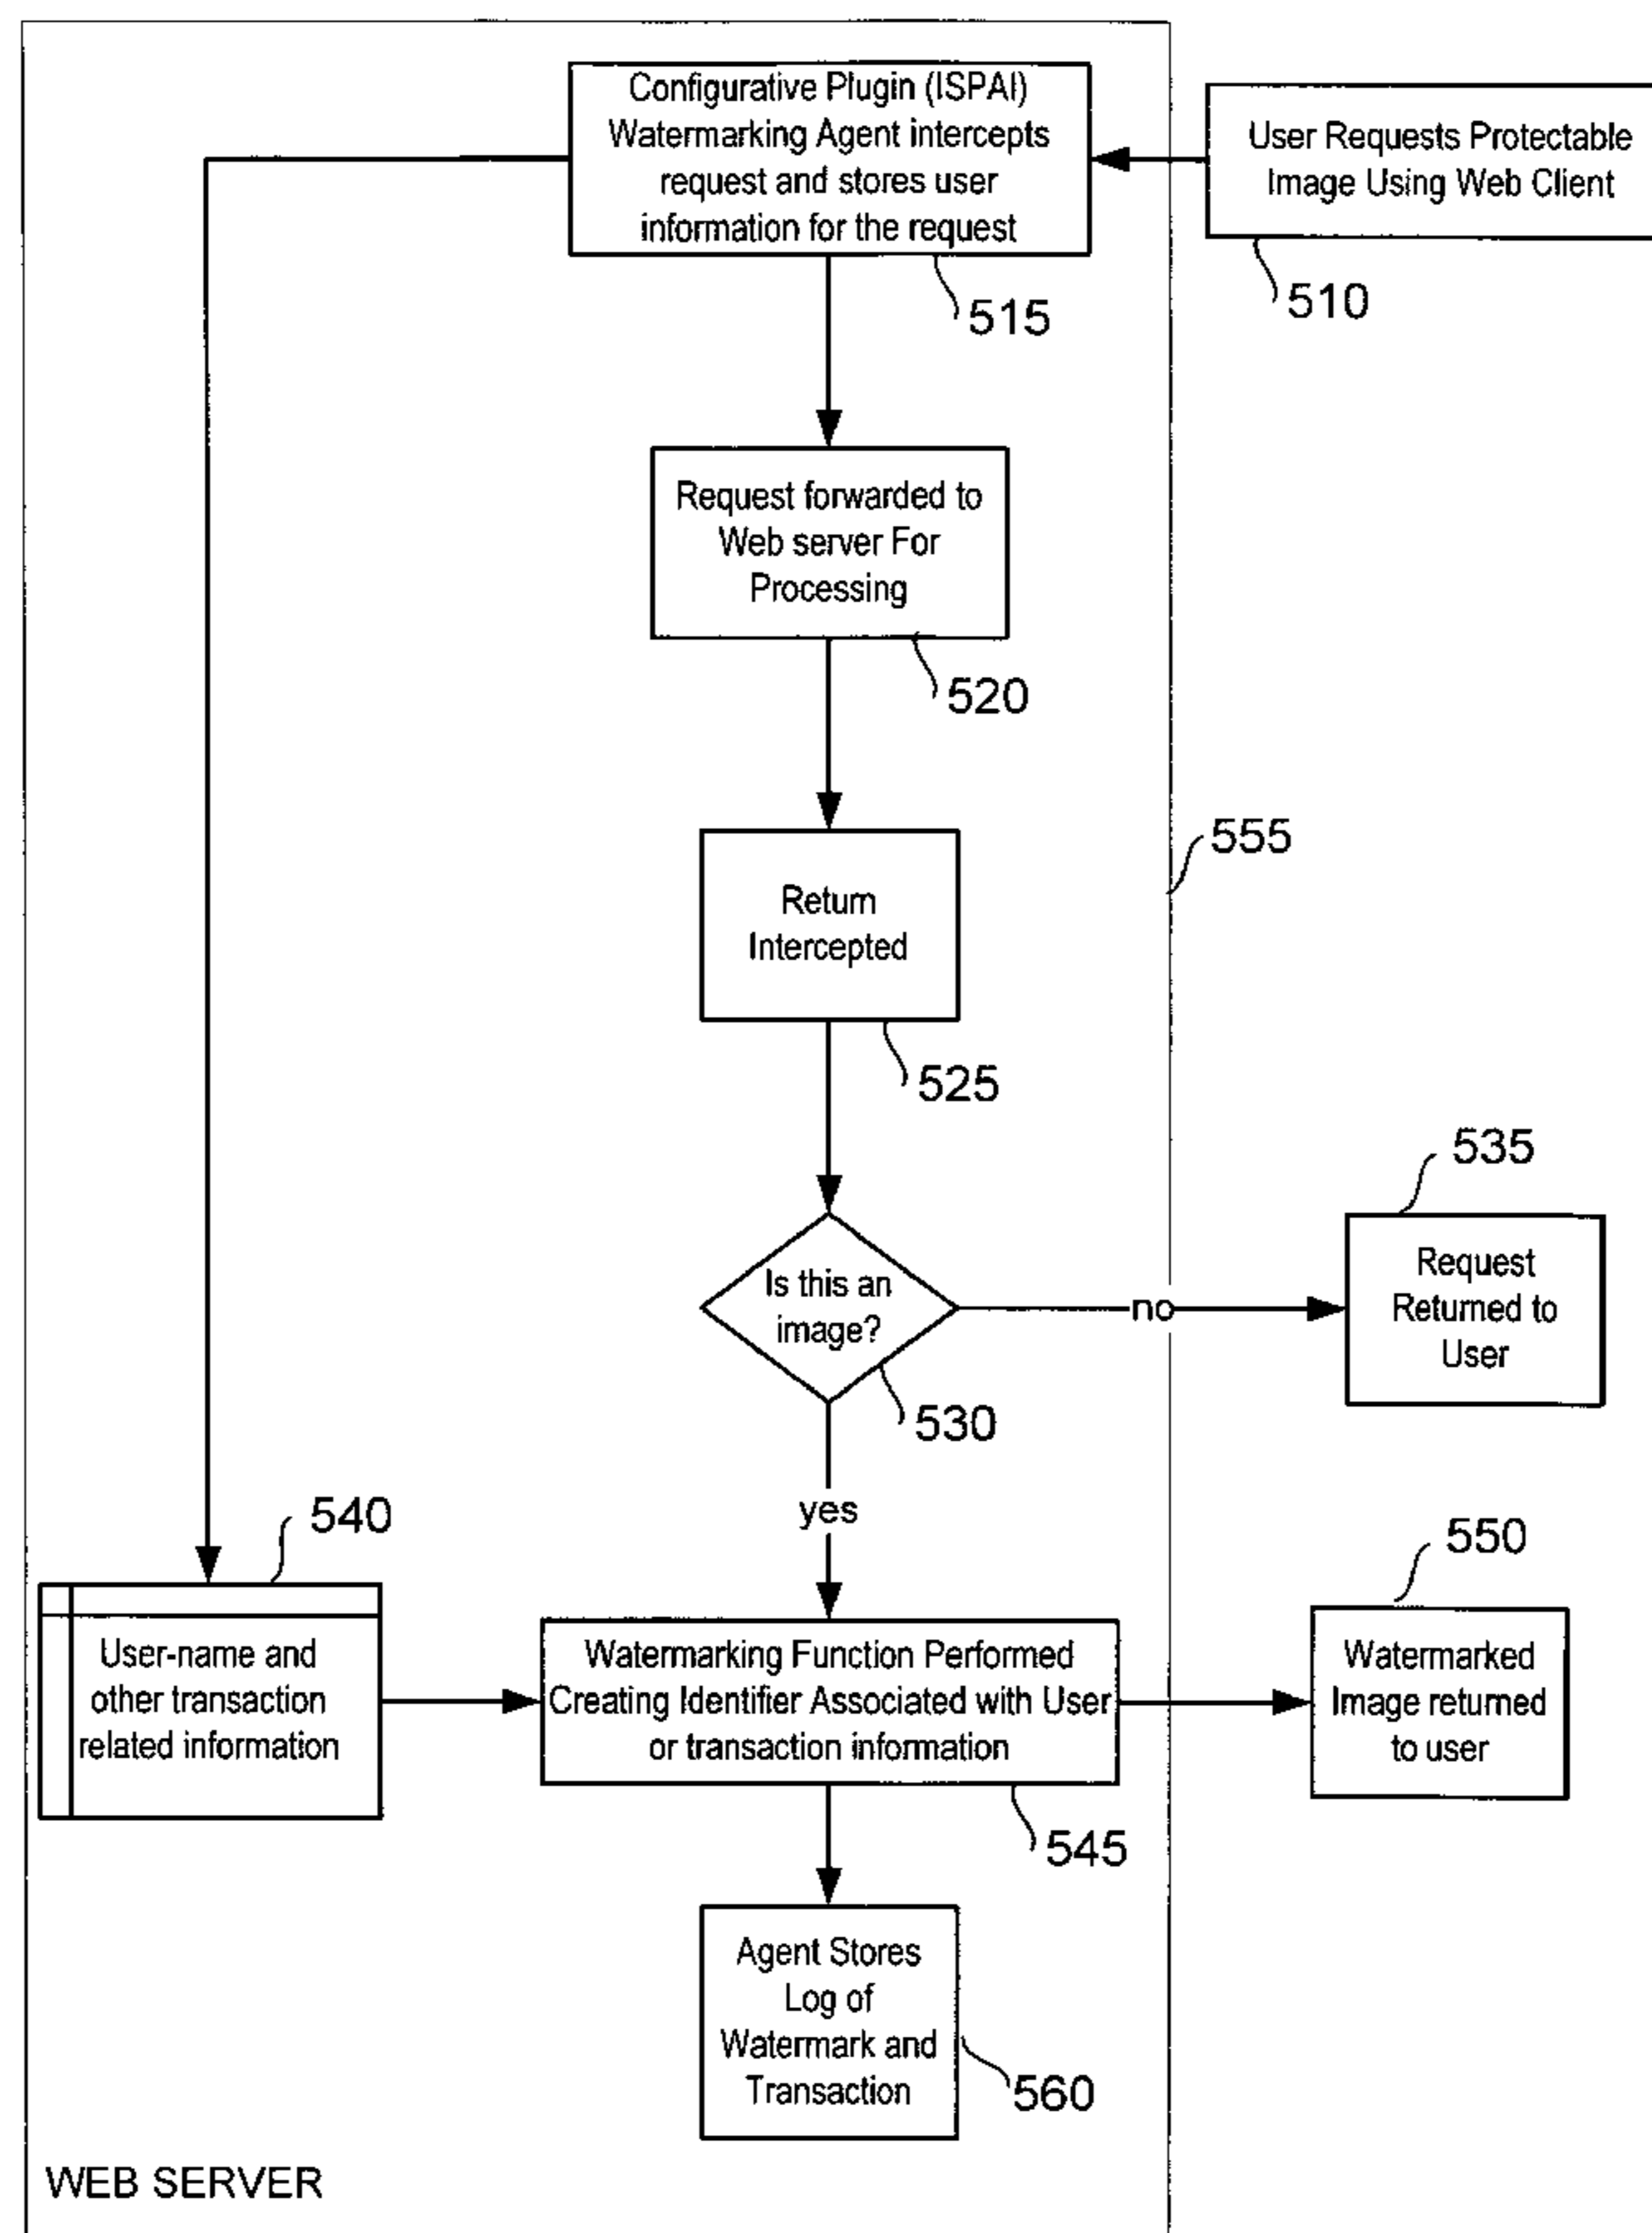 Configurative Plugin (ISPAI)
Watermarking Agent intercepts
request and stores user
information for the request
515
User Requests Protectable
Image Using Web Client
510
Request forwarded to
Web server For
Processing
520
555
Return
Intercepted
525
535
Is this an
image?
530
no
Request
Returned to
User
yes
540
550
User-name and
other transaction
related information
Watermarking Function Performed
Creating Identifier Associated with User
or transaction information
545
Watermarked
Image returned
to user
Agent Stores
Log of
Watermark and
Transaction
560
WEB SERVER